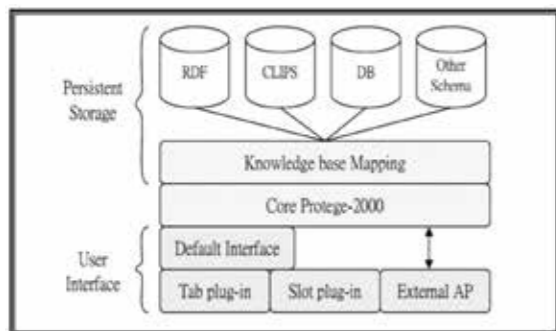 RDF
CLIPS
DB
Other
Schema
Persistent
Storage
Knowledge base Mapping
Core Protege-2000
User
Interface
Default Interface
Tab plug-in
Slot plug-in
External AP